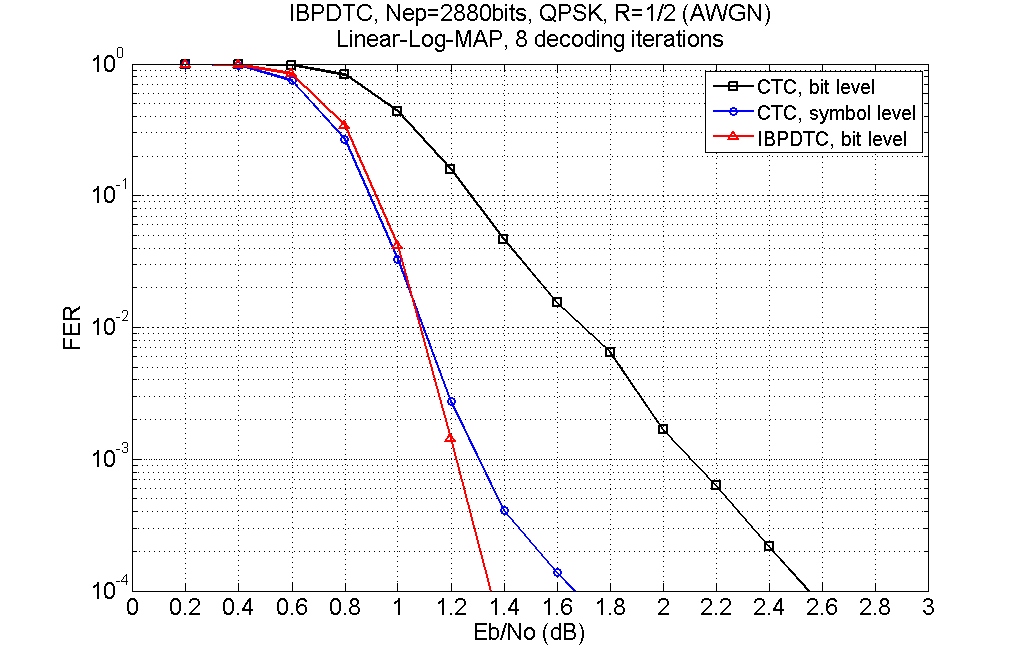 IBPDTC, Nep=2880bits, QPSK, R=1/2 (AWGN)
Linear-Log-MAP, 8 decoding iterations
CTC, bit level
CTC, symbol level
IBPDTC, bit level
FER
10^0
10^-1
10^-2
10^-3
10^-4
0 0.2 0.4 0.6 0.8 1 1.2 1.4 1.6 1.8 2 2.2 2.4 2.6 2.8 3
Eb/No (dB)